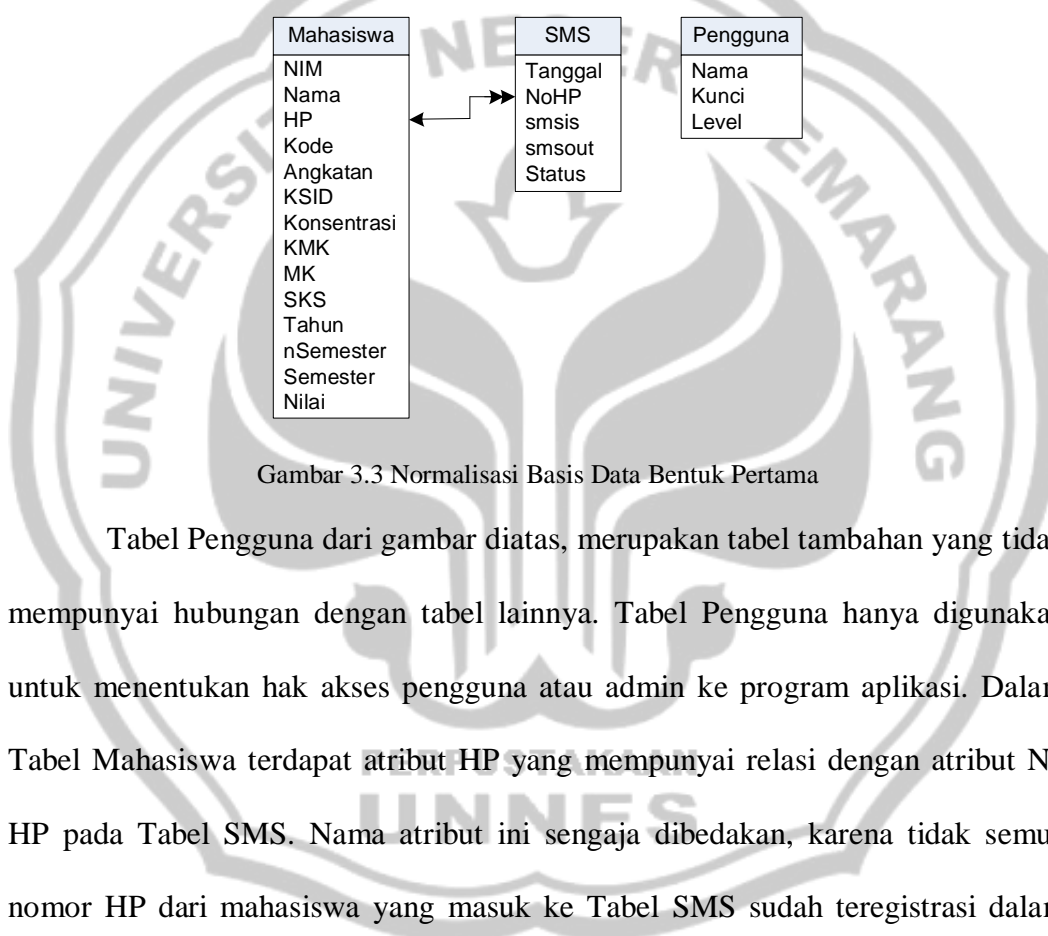 Mahasiswa
NIM
Nama
HP
Kode
Angkatan
KSID
Konsentrasi
KMK
MK
SKS
Tahun
nSemester
Semester
Nilai
SMS
Tanggal
NoHP
smsis
smsout
Status
Pengguna
Nama
Kunci
Level
Gambar 3.3 Normalisasi Basis Data Bentuk Pertama
Tabel Pengguna dari gambar diatas, merupakan tabel tambahan yang tida
mempunyai hubungan dengan tabel lainnya. Tabel Pengguna hanya digunaka
untuk menentukan hak akses pengguna atau admin ke program aplikasi. Dalar
Tabel Mahasiswa terdapat atribut HP yang mempunyai relasi dengan atribut N
HP pada Tabel SMS. Nama atribut ini sengaja dibedakan, karena tidak semu
nomor HP dari mahasiswa yang masuk ke Tabel SMS sudah teregistrasi dalar
PERPUSTAKAAN
UNNES